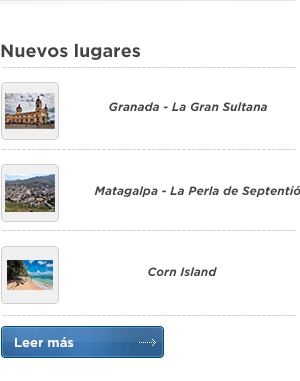 Nuevos lugares
Granada - La Gran Sultana
Matagalpa - La Perla de Septentrió
Corn Island
Leer más